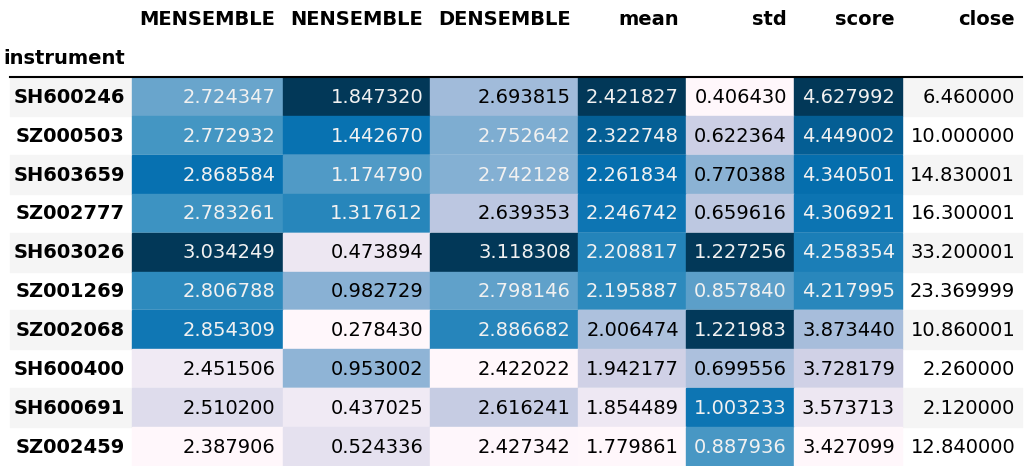 MENSEMBLE NENSEMBLE DENSEMBLE mean std score close
instrument
SH600246 2.724347 1.847320 2.693815 2.421827 0.406430 4.627992 6.460000
SZ000503 2.772932 1.442670 2.752642 2.322748 0.622364 4.449002 10.000000
SH603659 2.868584 1.174790 2.742128 2.261834 0.770388 4.340501 14.830001
SZ002777 2.783261 1.317612 2.639353 2.246742 0.659616 4.306921 16.300001
SH603026 3.034249 0.473894 3.118308 2.208817 1.227256 4.258354 33.200001
SZ001269 2.806788 0.982729 2.798146 2.195887 0.857840 4.217995 23.369999
SZ002068 2.854309 0.278430 2.886682 2.006474 1.221983 3.873440 10.860001
SH600400 2.451506 0.953002 2.422022 1.942177 0.699556 3.728179 2.260000
SH600691 2.510200 0.437025 2.616241 1.854489 1.003233 3.573713 2.120000
SZ002459 2.387906 0.524336 2.427342 1.779861 0.887936 3.427099 12.840000